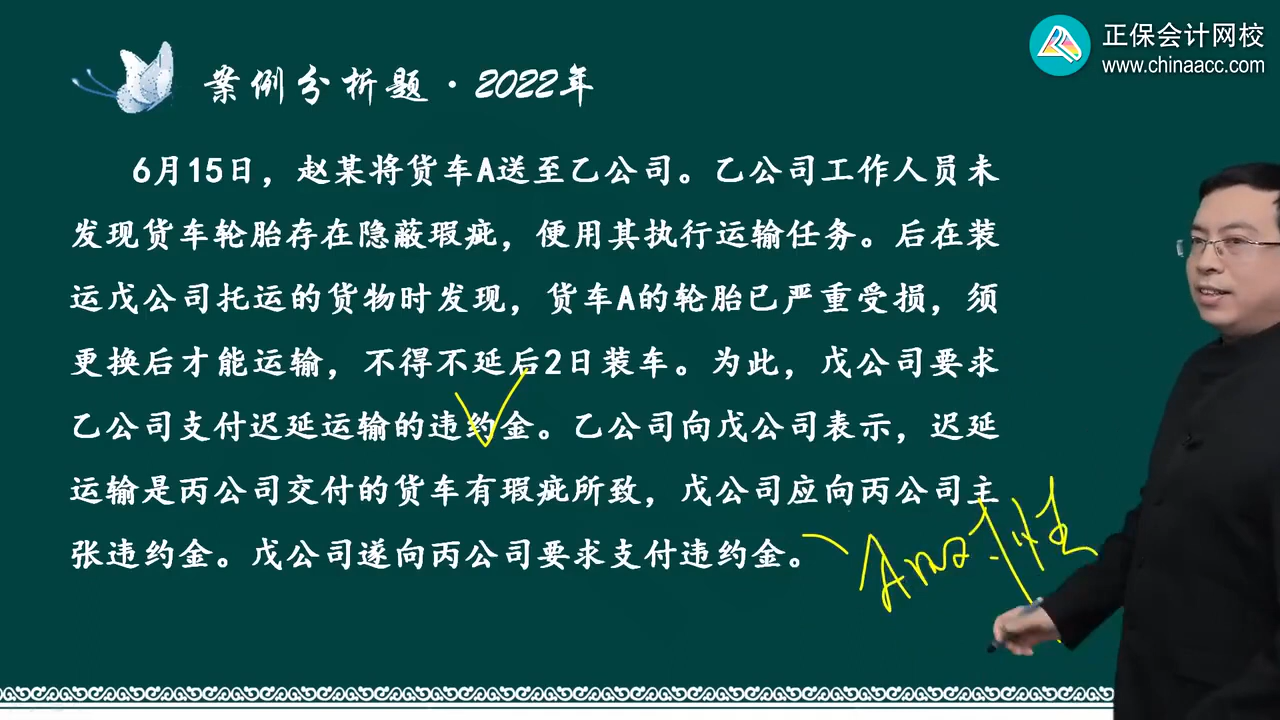 正保会计网校
www.chinaacc.com
案例分析题·2022年
6月15日，赵某将货车A送至乙公司。乙公司工作人员未
发现货车轮胎存在隐蔽瑕疵，便用其执行运输任务。后在装
运戊公司托运的货物时发现，货车A的轮胎已严重受损，须
更换后才能运输，不得不延后2日装车。为此，戊公司要求
乙公司支付迟延运输的违约金。乙公司向戊公司表示，迟延
运输是丙公司交付的货车有瑕疵所致，戊公司应向丙公司主
张违约金。戊公司遂向丙公司要求支付违约金。